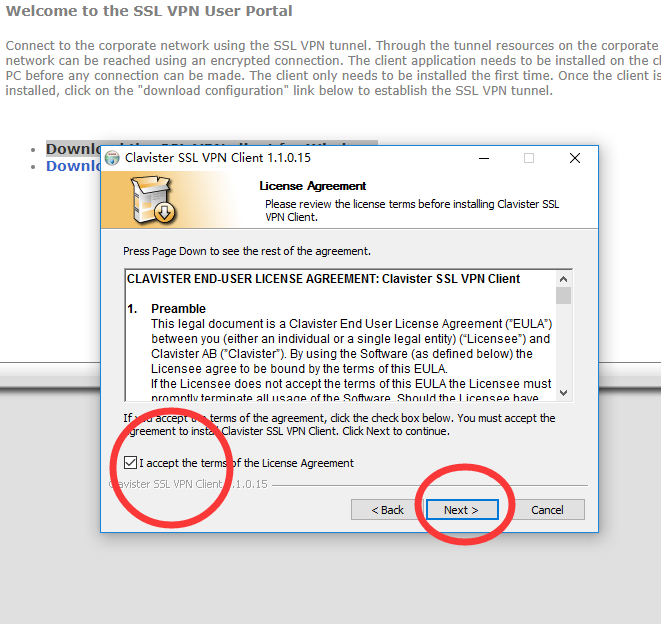 Welcome to the SSL VPN User Portal
Connect to the corporate network using the SSL VPN tunnel. Through the tunnel resources on the corporate
network can be reached using an encrypted connection. The client application needs to be installed on the
PC before any connection can be made. The client only needs to be installed the first time. Once the client is
installed, click on the "download configuration" link below to establish the SSL VPN tunnel.
Clavister SSL VPN Client 1.1.0.15
License Agreement
Please review the license terms before installing Clavister SSL
VPN Client.
Press Page Down to see the rest of the agreement.
CLAVISTER END-USER LICENSE AGREEMENT: Clavister SSL VPN Client
1. Preamble
This legal document is a Clavister End User License Agreement ("EULA")
between you (either an individual or a single legal entity) ("Licensee") and
Clavister AB ("Clavister"). By using the Software (as defined below) the
Licensee agree to be bound by the terms of this EULA.
If the Licensee does not accept the terms of this EULA the Licensee must
promptly terminate all usage of the Software. Should the Licensee have
If you accept the terms of the agreement, click the check box below. You must accept the
agreement to install Clavister SSL VPN Client. Click Next to continue.
I accept the terms of the License Agreement
Clavister SSL VPN Client 1.1.0.15
< Back
Next >
Cancel